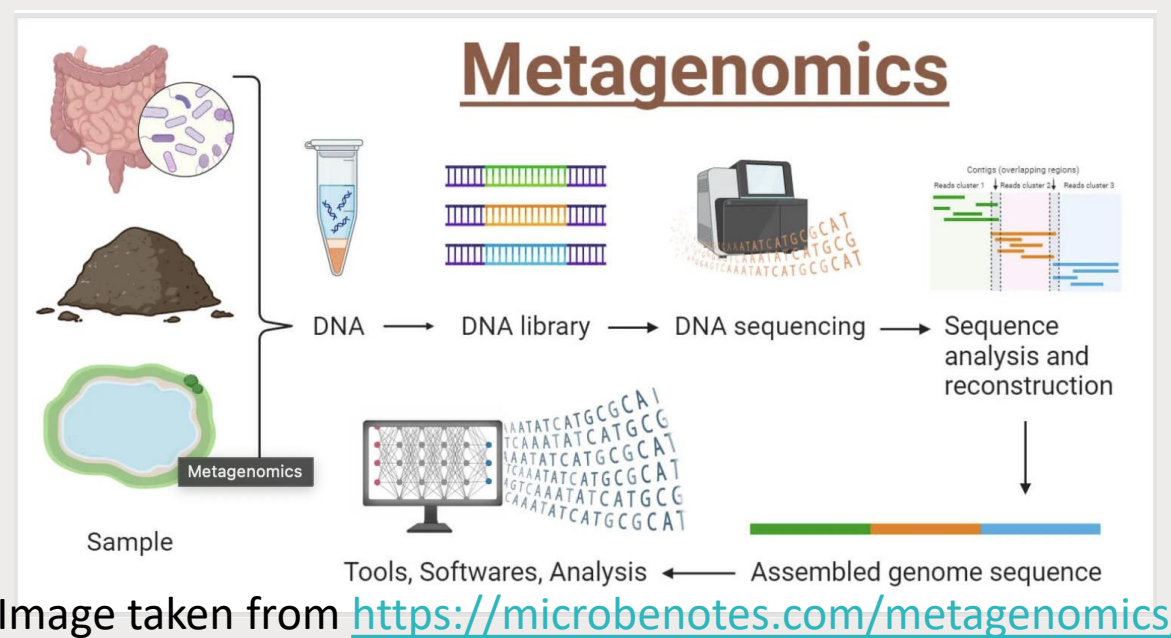 Metagenomics
Contigs (overlapping regions)
Reads cluster 1 Reads cluster 2 Reads cluster 3
DNA
DNA library
DNA sequencing
Sequence
analysis and
reconstruction
Metagenomics
Sample
Tools, Softwares, Analysis
Assembled genome sequence
Image taken from https://microbenotes.com/metagenomics